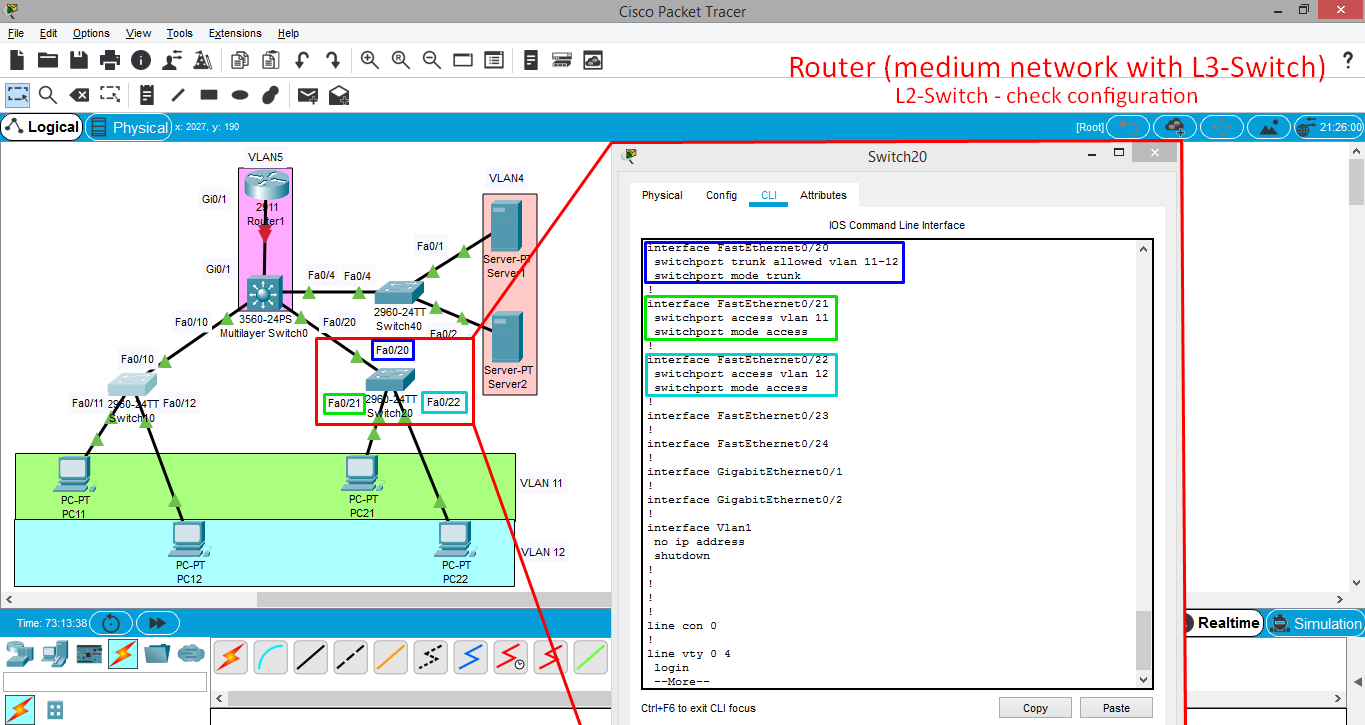 Cisco Packet Tracer
File Edit Options View Tools Extensions Help
Router (medium network with L3-Switch)
L2-Switch - check configuration
?
Logical Physical x: 2027, y: 190 [Root] 21:26:00
VLAN5
Gi0/1
2911
Router1
Gi0/1
3560-24PS
Multilayer Switch0
VLAN4
Fa0/1
Server-PT
Server1
Fa0/4 Fa0/4
2960-24TT
Switch40
Fa0/2
Server-PT
Server2
Fa0/10
Fa0/20
Fa0/20
Fa0/10
2960-24TT
Switch10
Fa0/11
Fa0/12
2960-24TT
Switch20
Fa0/21
Fa0/22
PC-PT
PC11
PC-PT
PC21
VLAN 11
PC-PT
PC12
PC-PT
PC22
VLAN 12
Switch20
Physical Config CLI Attributes
IOS Command Line Interface
interface FastEthernet0/20
switchport trunk allowed vlan 11-12
switchport mode trunk
!
interface FastEthernet0/21
switchport access vlan 11
switchport mode access
!
interface FastEthernet0/22
switchport access vlan 12
switchport mode access
!
interface FastEthernet0/23
!
interface FastEthernet0/24
!
interface GigabitEthernet0/1
!
interface GigabitEthernet0/2
!
interface Vlan1
no ip address
shutdown
!
!
!
!
line con 0
!
line vty 0 4
login
--More--
Ctrl+F6 to exit CLI focus
Copy Paste
Time: 73:13:38
Realtime Simulation